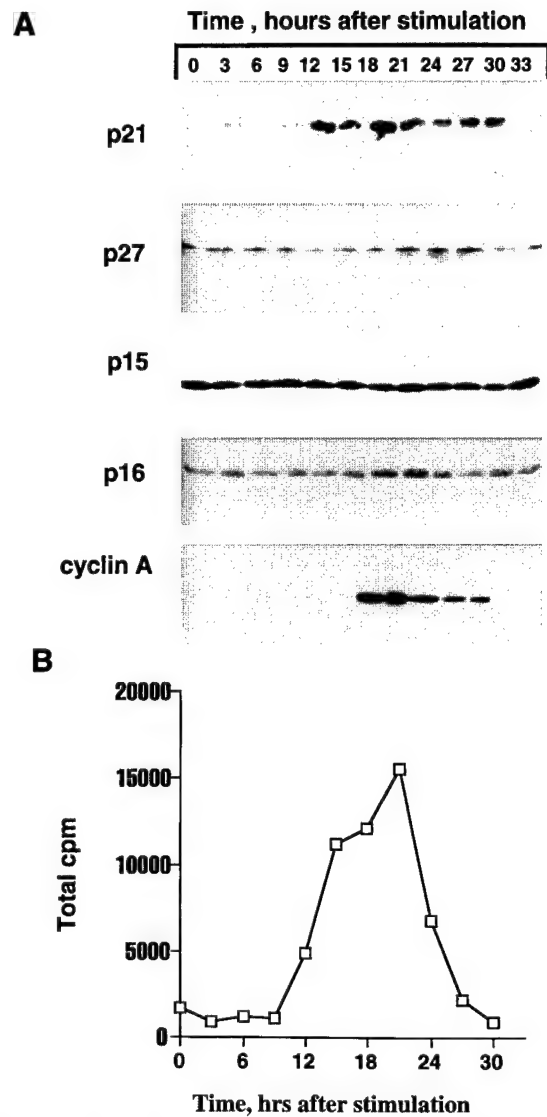 A
Time , hours after stimulation
0 3 6 9 12 15 18 21 24 27 30 33
p21
p27
p15
p16
cyclin A
B
20000
15000
10000
5000
0
Total cpm
0 6 12 18 24 30
Time, hrs after stimulation